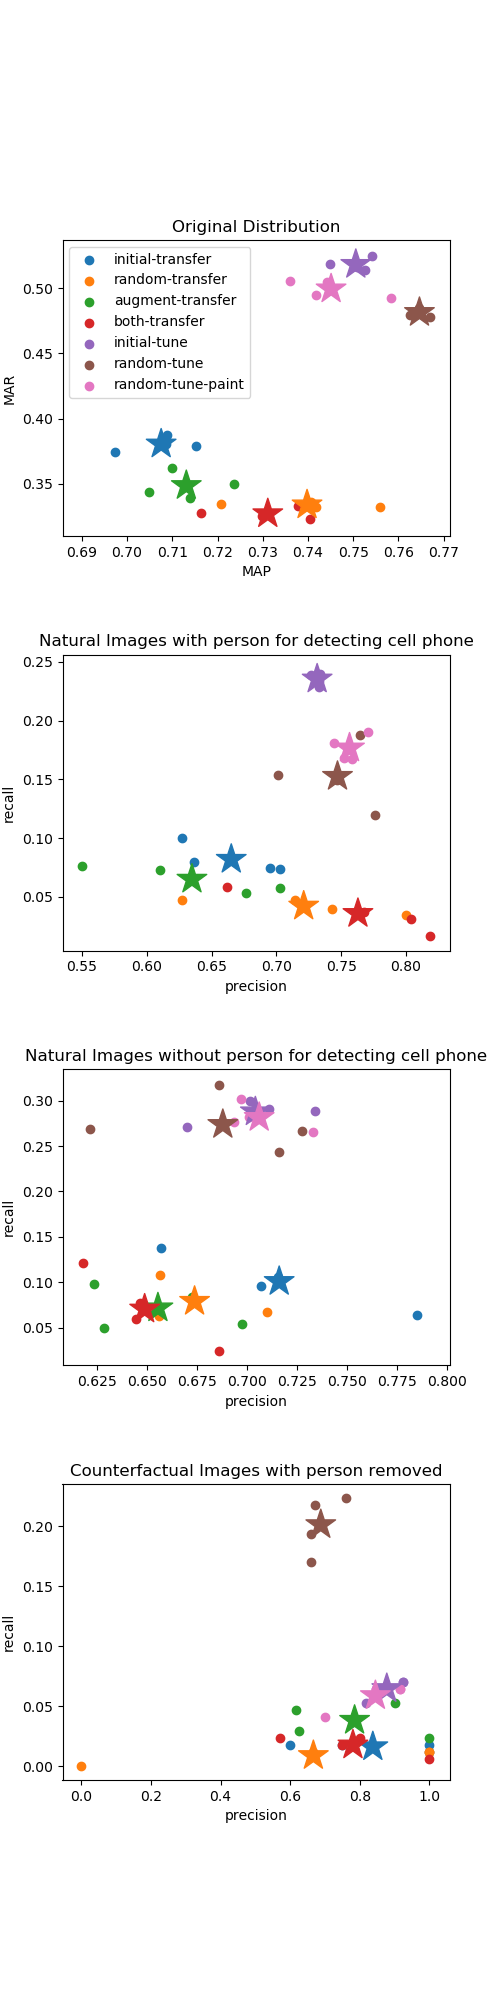 Original Distribution
initial-transfer
random-transfer
augment-transfer
both-transfer
initial-tune
random-tune
random-tune-paint
MAR
0.50
0.45
0.40
0.35
0.69 0.70 0.71 0.72 0.73 0.74 0.75 0.76 0.77
MAP
Natural Images with person for detecting cell phone
recall
0.25
0.20
0.15
0.10
0.05
0.55 0.60 0.65 0.70 0.75 0.80
precision
Natural Images without person for detecting cell phone
recall
0.30
0.25
0.20
0.15
0.10
0.05
0.625 0.650 0.675 0.700 0.725 0.750 0.775 0.800
precision
Counterfactual Images with person removed
recall
0.20
0.15
0.10
0.05
0.00
0.0 0.2 0.4 0.6 0.8 1.0
precision